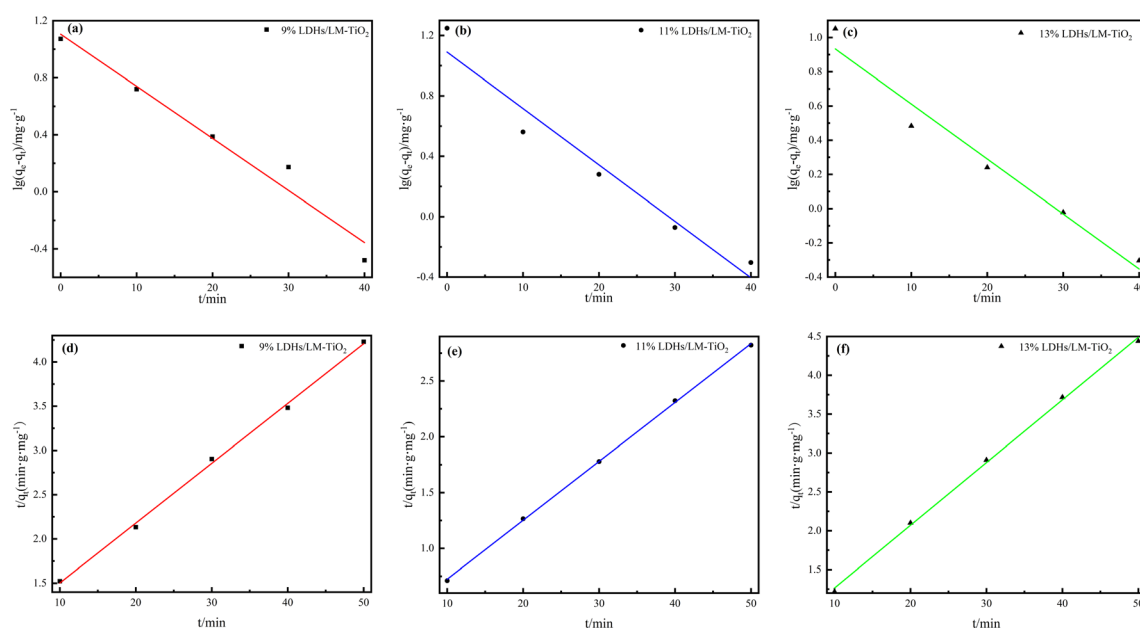 (a)
9% LDHs/LM-TiO₂
1.2
0.8
0.4
0.0
-0.4
lg(qₑ-qₜ)/mg·g⁻¹
0
10
20
30
40
t/min
(b)
11% LDHs/LM-TiO₂
1.2
0.8
0.4
0.0
-0.4
lg(qₑ-qₜ)/mg·g⁻¹
0
10
20
30
40
t/min
(c)
13% LDHs/LM-TiO₂
1.0
0.8
0.6
0.4
0.2
0.0
-0.2
-0.4
lg(qₑ-qₜ)/mg·g⁻¹
0
10
20
30
40
t/min
(d)
9% LDHs/LM-TiO₂
4.0
3.5
3.0
2.5
2.0
1.5
t/qₜ(min·g·mg⁻¹)
10
20
30
40
50
t/min
(e)
11% LDHs/LM-TiO₂
2.5
2.0
1.5
1.0
t/qₜ(min·g·mg⁻¹)
10
20
30
40
50
t/min
(f)
13% LDHs/LM-TiO₂
4.5
4.0
3.5
3.0
2.5
2.0
1.5
t/qₜ(min·g·mg⁻¹)
10
20
30
40
50
t/min